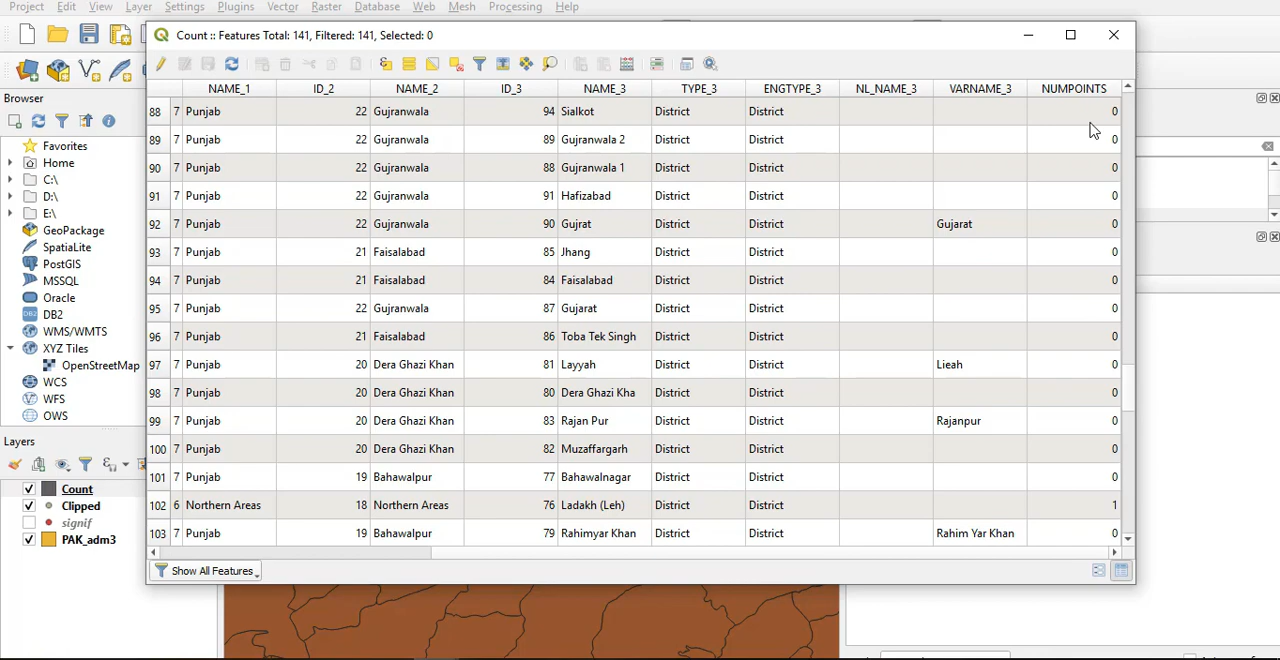 Project Edit View Layer Settings Plugins Vector Raster Database Web Mesh Processing Help
Count :: Features Total: 141, Filtered: 141, Selected: 0
Browser
Favorites
Home
C:\
D:\
E:\
GeoPackage
SpatiaLite
PostGIS
MSSQL
Oracle
DB2
WMS/WMTS
XYZ Tiles
OpenStreetMap
WCS
WFS
OWS
Layers
Count
Clipped
signif
PAK_adm3
NAME_1 ID_2 NAME_2 ID_3 NAME_3 TYPE_3 ENGTYPE_3 NL_NAME_3 VARNAME_3 NUMPOINTS
88 7 Punjab 22 Gujranwala 94 Sialkot District District 0
89 7 Punjab 22 Gujranwala 89 Gujranwala 2 District District 0
90 7 Punjab 22 Gujranwala 88 Gujranwala 1 District District 0
91 7 Punjab 22 Gujranwala 91 Hafizabad District District 0
92 7 Punjab 22 Gujranwala 90 Gujrat District District Gujarat 0
93 7 Punjab 21 Faisalabad 85 Jhang District District 0
94 7 Punjab 21 Faisalabad 84 Faisalabad District District 0
95 7 Punjab 22 Gujranwala 87 Gujarat District District 0
96 7 Punjab 21 Faisalabad 86 Toba Tek Singh District District 0
97 7 Punjab 20 Dera Ghazi Khan 81 Layyah District District Lieah 0
98 7 Punjab 20 Dera Ghazi Khan 80 Dera Ghazi Kha District District 0
99 7 Punjab 20 Dera Ghazi Khan 83 Rajan Pur District District Rajanpur 0
100 7 Punjab 20 Dera Ghazi Khan 82 Muzaffargarh District District 0
101 7 Punjab 19 Bahawalpur 77 Bahawalnagar District District 0
102 6 Northern Areas 18 Northern Areas 76 Ladakh (Leh) District District 1
103 7 Punjab 19 Bahawalpur 79 Rahimyar Khan District District Rahim Yar Khan 0
Show All Features